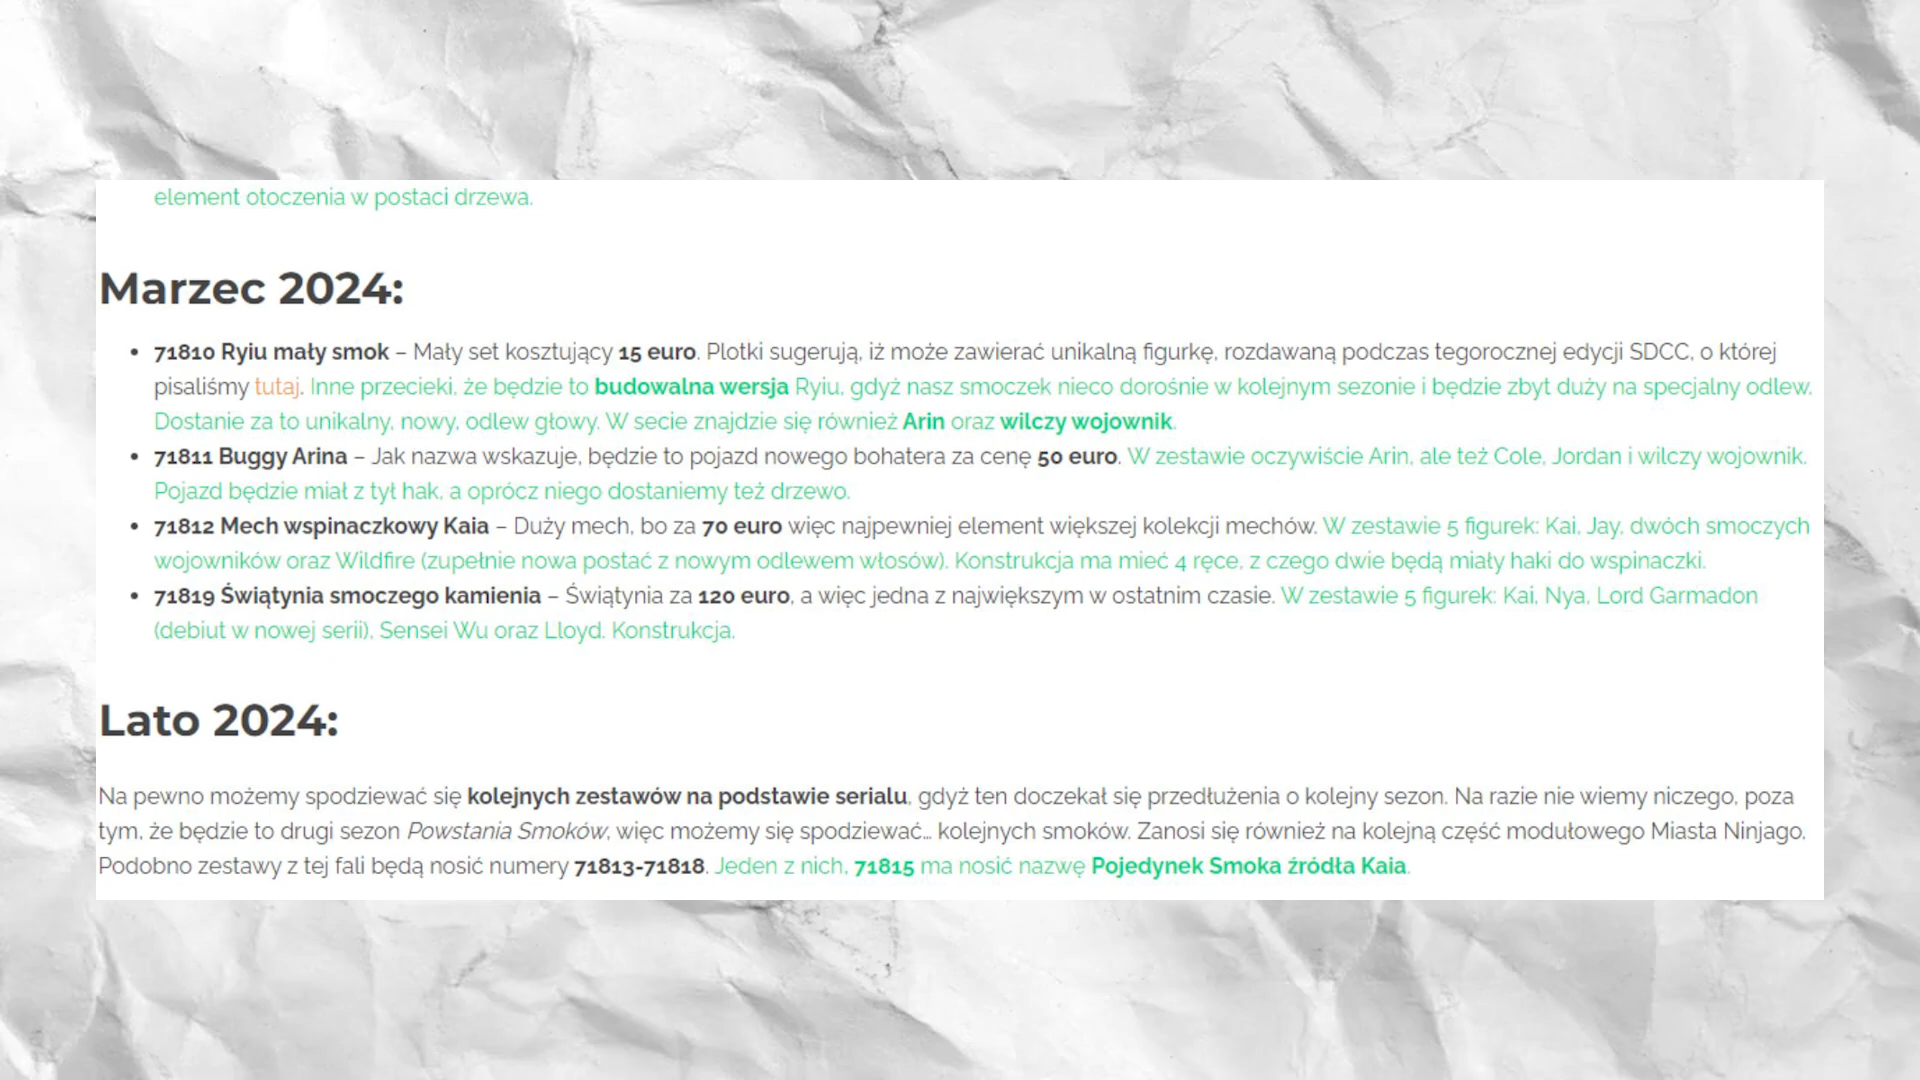 element otoczenia w postaci drzewa.
Marzec 2024:
• 71810 Ryiu mały smok – Mały set kosztujący 15 euro. Plotki sugerują, iż może zawierać unikalną figurkę, rozdawaną podczas tegorocznej edycji SDCC, o której
pisaliśmy tutaj. Inne przecieki, że będzie to budowalna wersja Ryiu, gdyż nasz smoczek nieco dorośnie w kolejnym sezonie i będzie zbyt duży na specjalny odlew.
Dostanie za to unikalny, nowy, odlew głowy. W secie znajdzie się również Arin oraz wilczy wojownik.
• 71811 Buggy Arina – Jak nazwa wskazuje, będzie to pojazd nowego bohatera za cenę 50 euro. W zestawie oczywiście Arin, ale też Cole, Jordan i wilczy wojownik.
Pojazd będzie miał z tył hak, a oprócz niego dostaniemy też drzewo.
• 71812 Mech wspinaczkowy Kaia – Duży mech, bo za 70 euro więc najpewniej element większej kolekcji mechów. W zestawie 5 figurek: Kai, Jay, dwóch smoczych
wojowników oraz Wildfire (zupełnie nowa postać z nowym odlewem włosów). Konstrukcja ma mieć 4 ręce, z czego dwie będą miały haki do wspinaczki.
• 71819 Świątynia smoczego kamienia – Świątynia za 120 euro, a więc jedna z największym w ostatnim czasie. W zestawie 5 figurek: Kai, Nya, Lord Garmadon
(debiut w nowej serii), Sensei Wu oraz Lloyd. Konstrukcja.
Lato 2024:
Na pewno możemy spodziewać się kolejnych zestawów na podstawie serialu, gdyż ten doczekał się przedłużenia o kolejny sezon. Na razie nie wiemy niczego, poza
tym, że będzie to drugi sezon Powstania Smoków, więc możemy się spodziewać… kolejnych smoków. Zanosi się również na kolejną część modułowego Miasta Ninjago.
Podobno zestawy z tej fali będą nosić numery 71813-71818. Jeden z nich, 71815 ma nosić nazwę Pojedynek Smoka źródła Kaia.